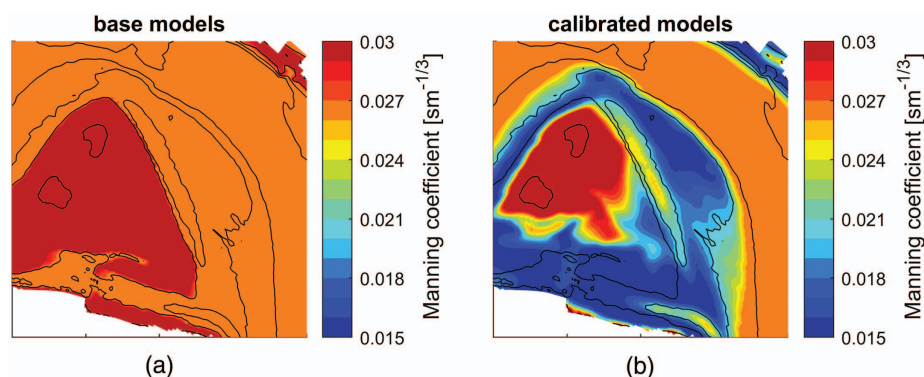 base models
0.03
0.027
0.024
0.021
0.018
0.015
Manning coefficient [sm^-1/3]
(a)
calibrated models
0.03
0.027
0.024
0.021
0.018
0.015
Manning coefficient [sm^-1/3]
(b)